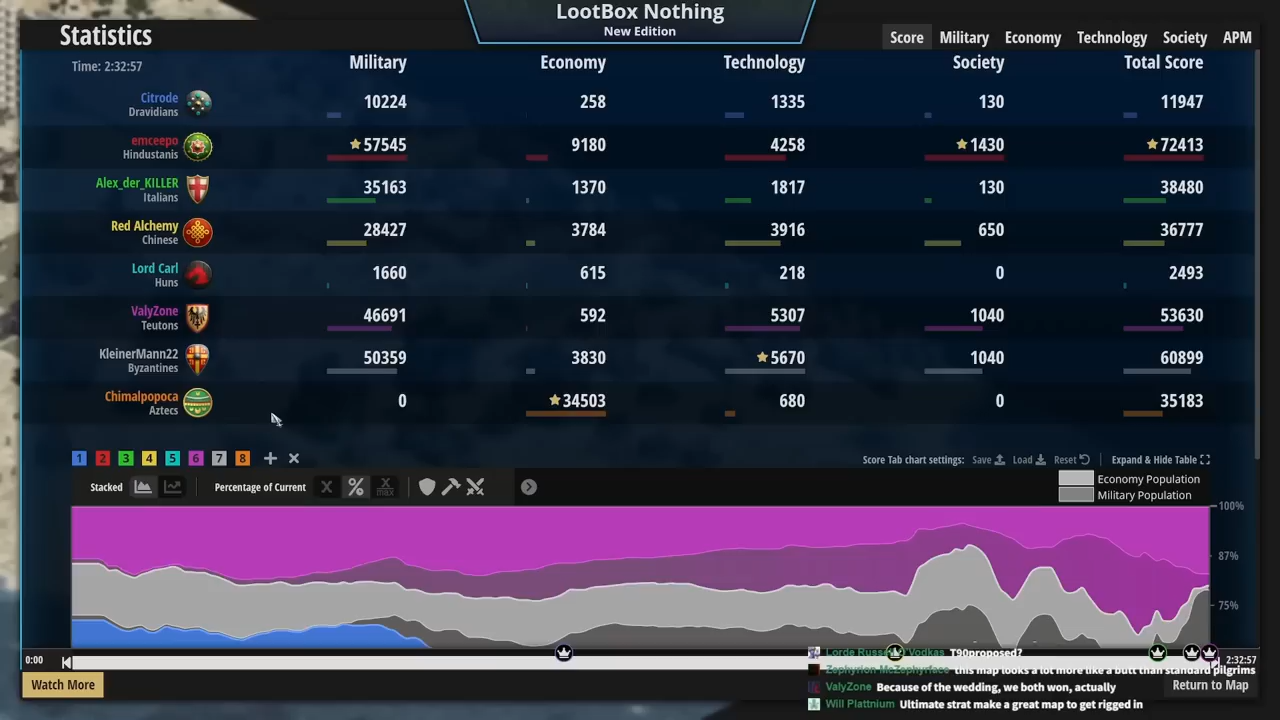 LootBox Nothing
New Edition
Statistics
Score Military Economy Technology Society APM
Time: 2:32:57
Military Economy Technology Society Total Score
Citrode
Dravidians
10224 258 1335 130 11947
emceepo
Hindustanis
57545 9180 4258 1430 72413
Alex_der_KILLER
Italians
35163 1370 1817 130 38480
Red Alchemy
Chinese
28427 3784 3916 650 36777
Lord Carl
Huns
1660 615 218 0 2493
ValyZone
Teutons
46691 592 5307 1040 53630
KleinerMann22
Byzantines
50359 3830 5670 1040 60899
Chimalpopoca
Aztecs
0 34503 680 0 35183
1 2 3 4 5 6 7 8
Score Tab chart settings: Save Load Reset Expand & Hide Table
Stacked Percentage of Current X % X max
Economy Population
Military Population
100%
87%
75%
0:00
2:32:57
T90proposed?
Zephyrion McZephyrface this map looks a lot more like a butt than standard pilgrims
ValyZone Because of the wedding, we both won, actually
Will Plattnium Ultimate strat make a great map to get rigged in
Watch More
Return to Map